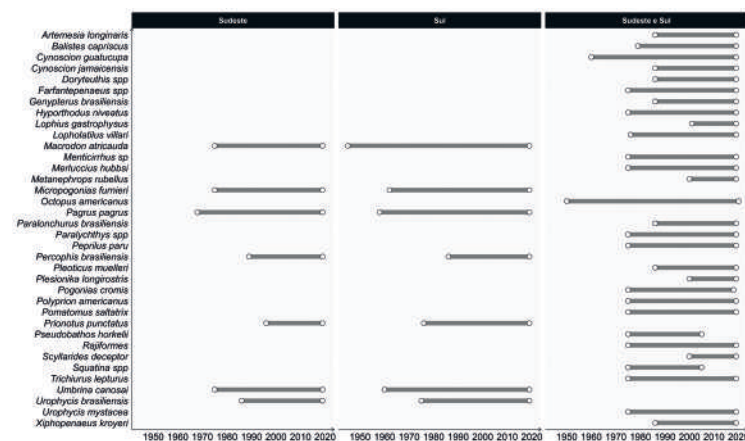 Sudeste Sul Sudeste e Sul
Artemesia longinaris
Balistes capriscus
Cynoscion guatucupa
Cynoscion jamaicensis
Doryteuthis spp
Farfantepenaeus spp
Genypterus brasiliensis
Hyporthodus niveatus
Lophius gastrophysus
Lopholatilus villari
Macrodon atricauda
Menticirrhus sp
Merluccius hubbsi
Metanephrops rubellus
Micropogonias furnieri
Octopus americanus
Pagrus pagrus
Paralonchurus brasiliensis
Paralychthys spp
Peprilus paru
Percophis brasiliensis
Pleoticus muelleri
Plesionika longirostris
Pogonias cromis
Polyprion americanus
Pomatomus saltatrix
Prionotus punctatus
Pseudobathos horkelii
Rajiformes
Scyllarides deceptor
Squatina spp
Trichiurus lepturus
Umbrina canosai
Urophycis brasiliensis
Urophycis mystacea
Xiphopenaeus kroyeri
1950 1960 1970 1980 1990 2000 2010 2020 1950 1960 1970 1980 1990 2000 2010 2020 1950 1960 1970 1980 1990 2000 2010 2020